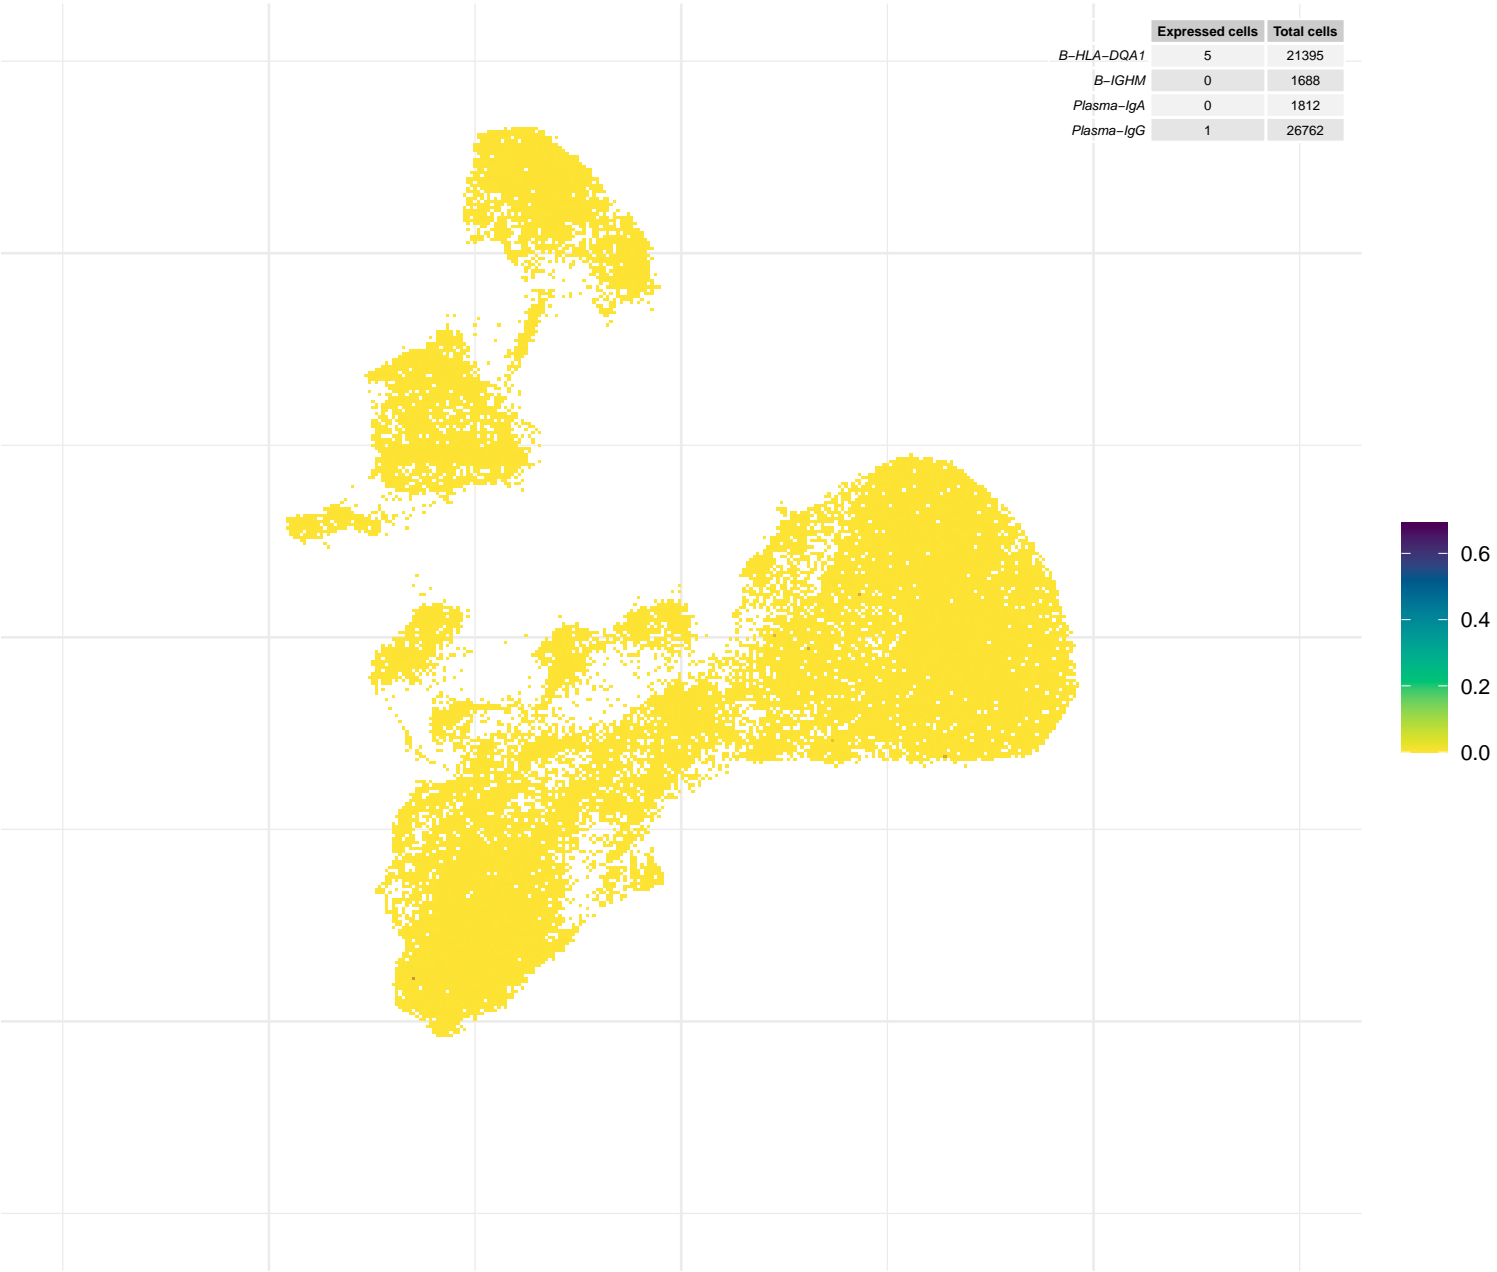 Expressed cells Total cells
B−HLA−DQA1 5 21395
B−IGHM 0 1688
Plasma−IgA 0 1812
Plasma−IgG 1 26762
0.6
0.4
0.2
0.0